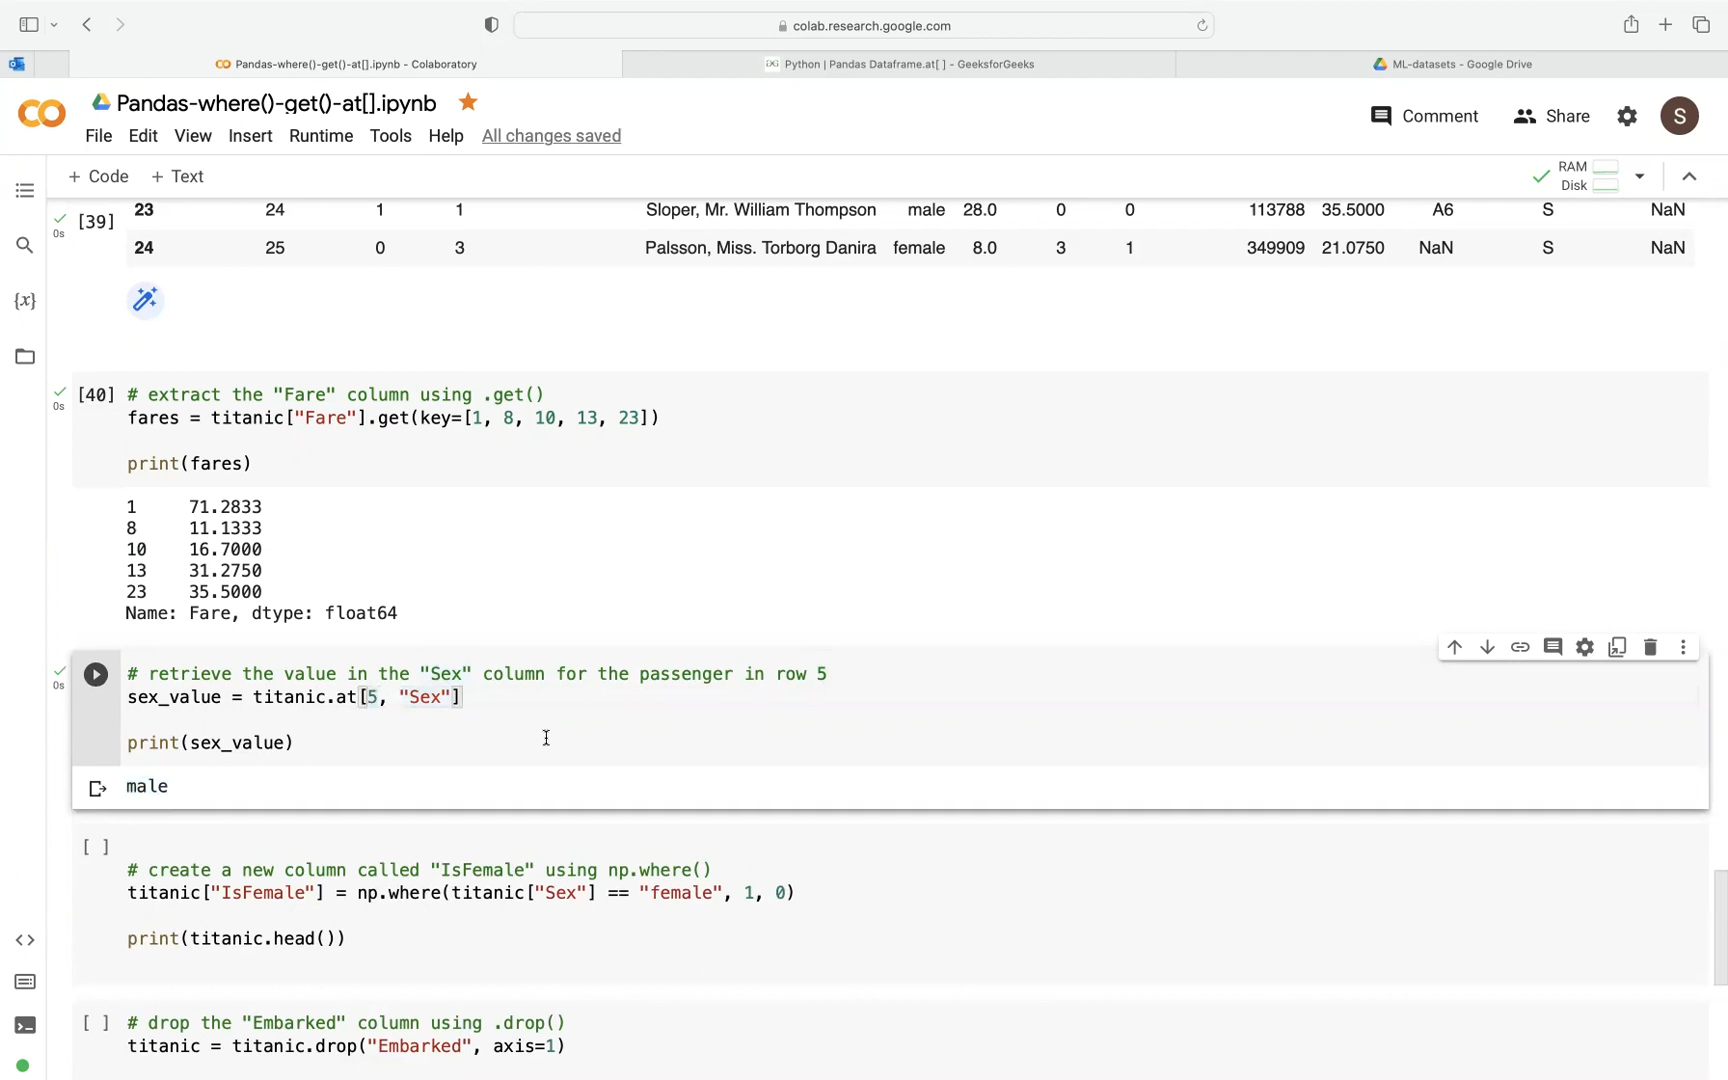 colab.research.google.com
Pandas-where()-get()-at[].ipynb - Colaboratory
Python | Pandas Dataframe.at[ ] - GeeksforGeeks
ML-datasets - Google Drive
Pandas-where()-get()-at[].ipynb
Comment
Share
S
File Edit View Insert Runtime Tools Help All changes saved
+ Code + Text
RAM
Disk
[39]
0s
23 24 1 1 Sloper, Mr. William Thompson male 28.0 0 0 113788 35.5000 A6 S NaN
24 25 0 3 Palsson, Miss. Torborg Danira female 8.0 3 1 349909 21.0750 NaN S NaN
{x}
[40] # extract the "Fare" column using .get()
0s
fares = titanic["Fare"].get(key=[1, 8, 10, 13, 23])
print(fares)
1 71.2833
8 11.1333
10 16.7000
13 31.2750
23 35.5000
Name: Fare, dtype: float64
0s
# retrieve the value in the "Sex" column for the passenger in row 5
sex_value = titanic.at[5, "Sex"]
print(sex_value)
male
[ ]
# create a new column called "IsFemale" using np.where()
titanic["IsFemale"] = np.where(titanic["Sex"] == "female", 1, 0)
print(titanic.head())
[ ] # drop the "Embarked" column using .drop()
titanic = titanic.drop("Embarked", axis=1)